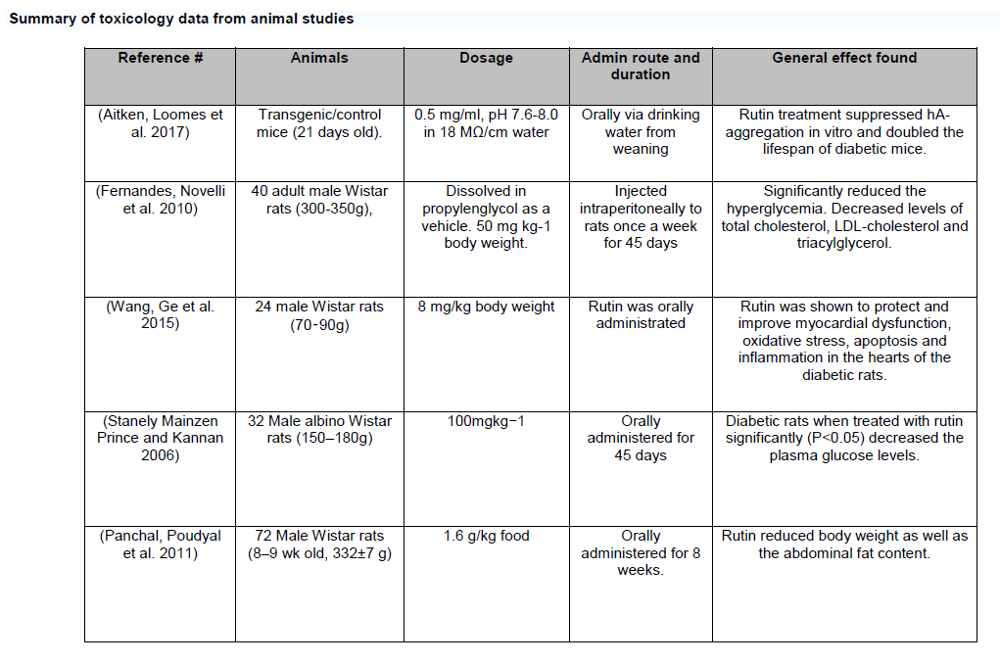 Summary of toxicology data from animal studies
Reference #
Animals
Dosage
Admin route and
duration
General effect found
(Aitken, Loomes et
al. 2017)
Transgenic/control
mice (21 days old).
0.5 mg/ml, pH 7.6-8.0
in 18 MΩ/cm water
Orally via drinking
water from
weaning
Rutin treatment suppressed hA-
aggregation in vitro and doubled the
lifespan of diabetic mice.
(Fernandes, Novelli
et al. 2010)
40 adult male Wistar
rats (300-350g),
Dissolved in
propylenglycol as a
vehicle. 50 mg kg-1
body weight.
Injected
intraperitoneally to
rats once a week
for 45 days
Significantly reduced the
hyperglycemia. Decreased levels of
total cholesterol, LDL-cholesterol and
triacylglycerol.
(Wang, Ge et al.
2015)
24 male Wistar rats
(70-90g)
8 mg/kg body weight
Rutin was orally
administrated
Rutin was shown to protect and
improve myocardial dysfunction,
oxidative stress, apoptosis and
inflammation in the hearts of the
diabetic rats.
(Stanely Mainzen
Prince and Kannan
2006)
32 Male albino Wistar
rats (150–180g)
100mgkg−1
Orally
administered for
45 days
Diabetic rats when treated with rutin
significantly (P<0.05) decreased the
plasma glucose levels.
(Panchal, Poudyal
et al. 2011)
72 Male Wistar rats
(8–9 wk old, 332±7 g)
1.6 g/kg food
Orally
administered for 8
weeks.
Rutin reduced body weight as well as
the abdominal fat content.